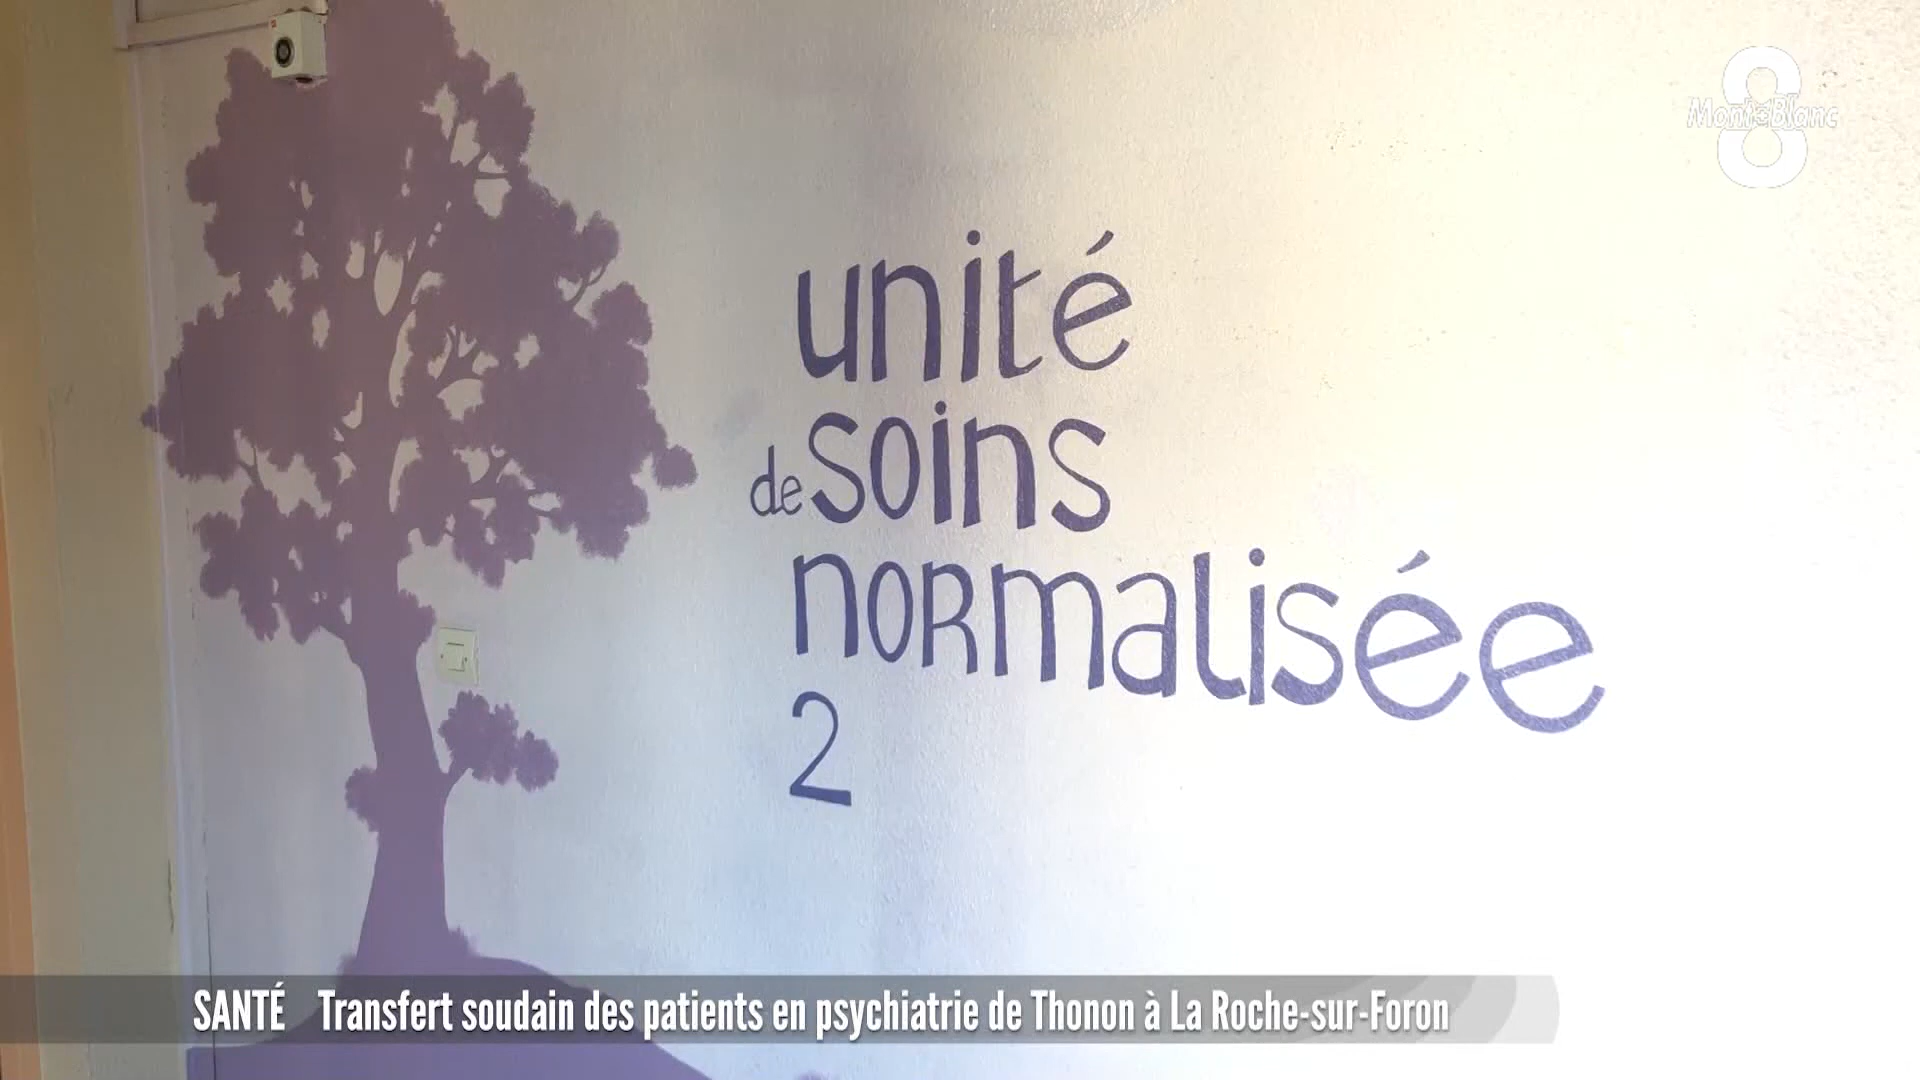 8
Mont Blanc
unité
de soins
normalisée
2
SANTÉ Transfert soudain des patients en psychiatrie de Thonon à La Roche-sur-Foron